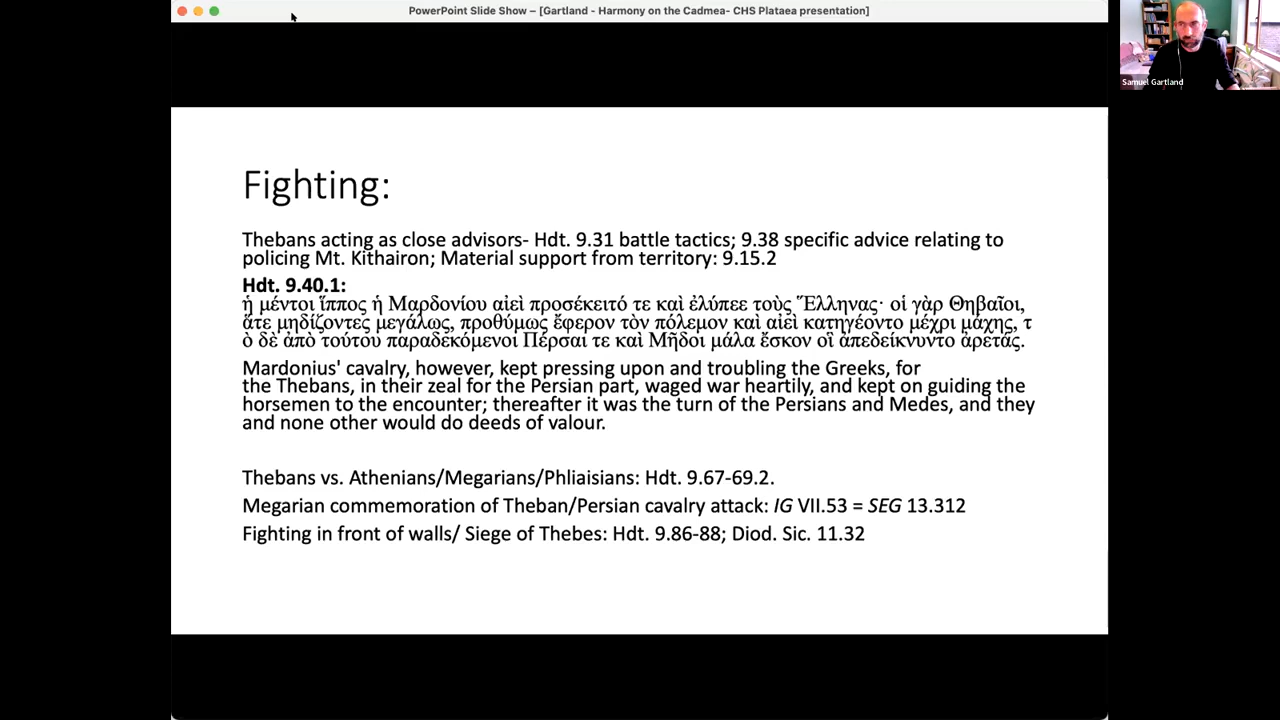 PowerPoint Slide Show – [Gartland - Harmony on the Cadmea- CHS Plataea presentation]
Samuel Gartland
Fighting:
Thebans acting as close advisors- Hdt. 9.31 battle tactics; 9.38 specific advice relating to
policing Mt. Kithairon; Material support from territory: 9.15.2
Hdt. 9.40.1:
ἡ μέντοι ἵππος ἡ Μαρδονίου αἰεὶ προσέκειτό τε καὶ ἐλύπεε τοὺς Ἕλληνας· οἱ γὰρ Θηβαῖοι,
ἅτε μηδίζοντες μεγάλως, προθύμως ἔφερον τὸν πόλεμον καὶ αἰεὶ κατηγέοντο μέχρι μάχης, τ
ὸ δὲ ἀπὸ τούτου παραδεκόμενοι Πέρσαι τε καὶ Μῆδοι μάλα ἔσκον οἳ ἀπεδείκνυντο ἀρετάς.
Mardonius' cavalry, however, kept pressing upon and troubling the Greeks, for
the Thebans, in their zeal for the Persian part, waged war heartily, and kept on guiding the
horsemen to the encounter; thereafter it was the turn of the Persians and Medes, and they
and none other would do deeds of valour.
Thebans vs. Athenians/Megarians/Phliaisians: Hdt. 9.67-69.2.
Megarian commemoration of Theban/Persian cavalry attack: IG VII.53 = SEG 13.312
Fighting in front of walls/ Siege of Thebes: Hdt. 9.86-88; Diod. Sic. 11.32